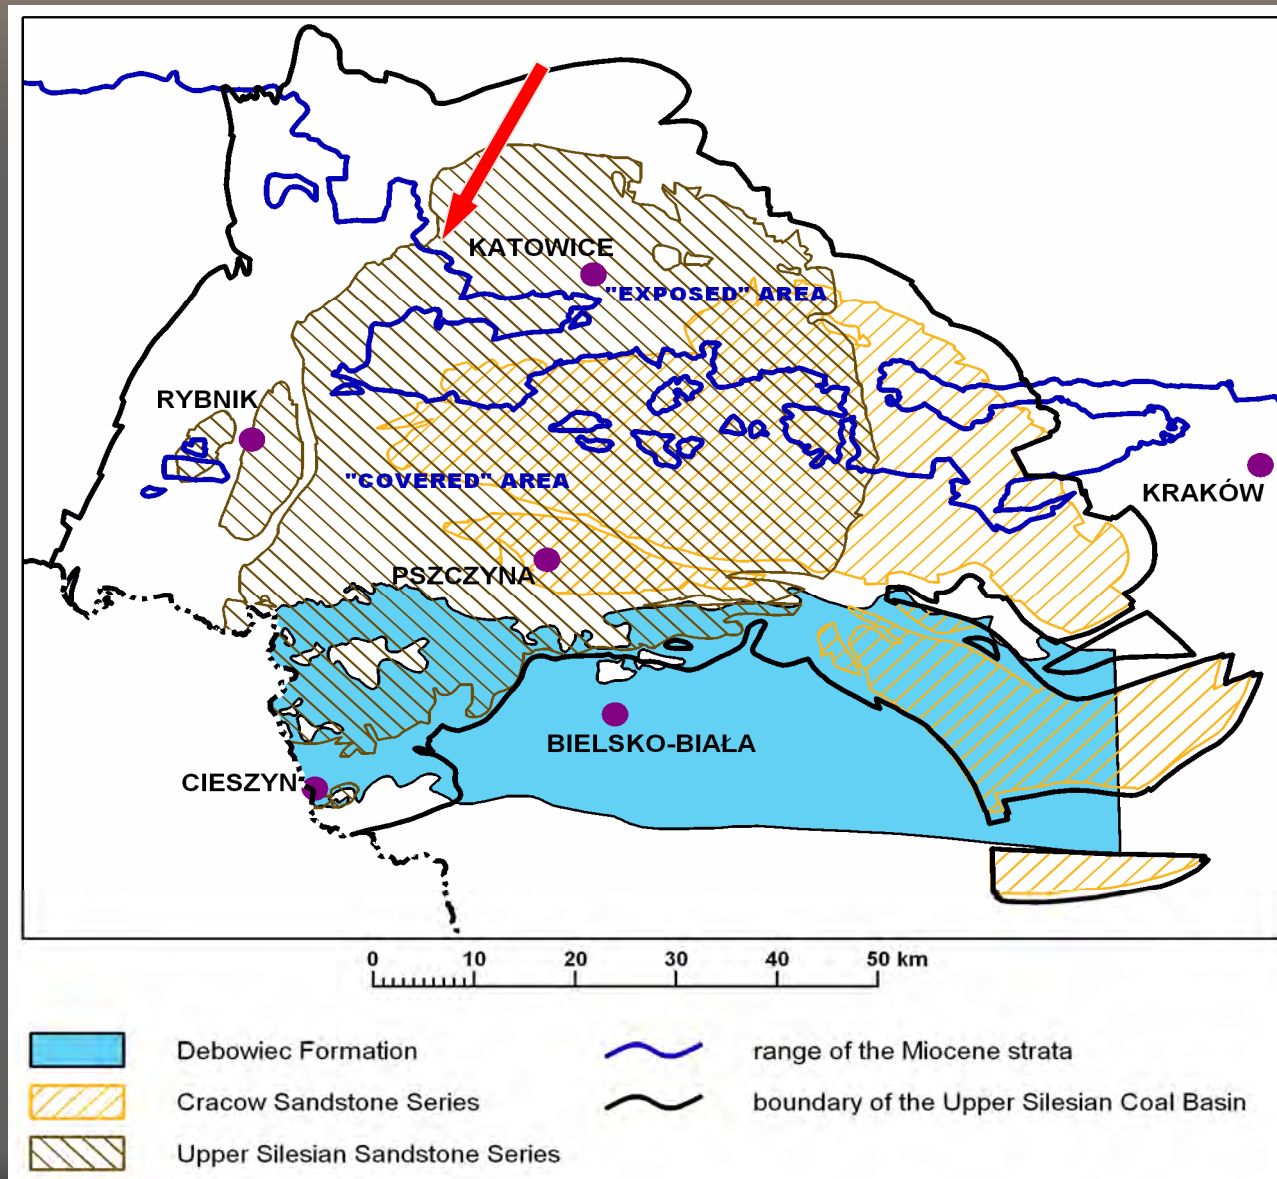 KATOWICE
"EXPOSED" AREA
RYBNIK
"COVERED" AREA
KRAKÓW
PSZCZYNA
BIELSKO-BIAŁA
CIESZYN
0 10 20 30 40 50 km
Debowiec Formation
range of the Miocene strata
Cracow Sandstone Series
boundary of the Upper Silesian Coal Basin
Upper Silesian Sandstone Series